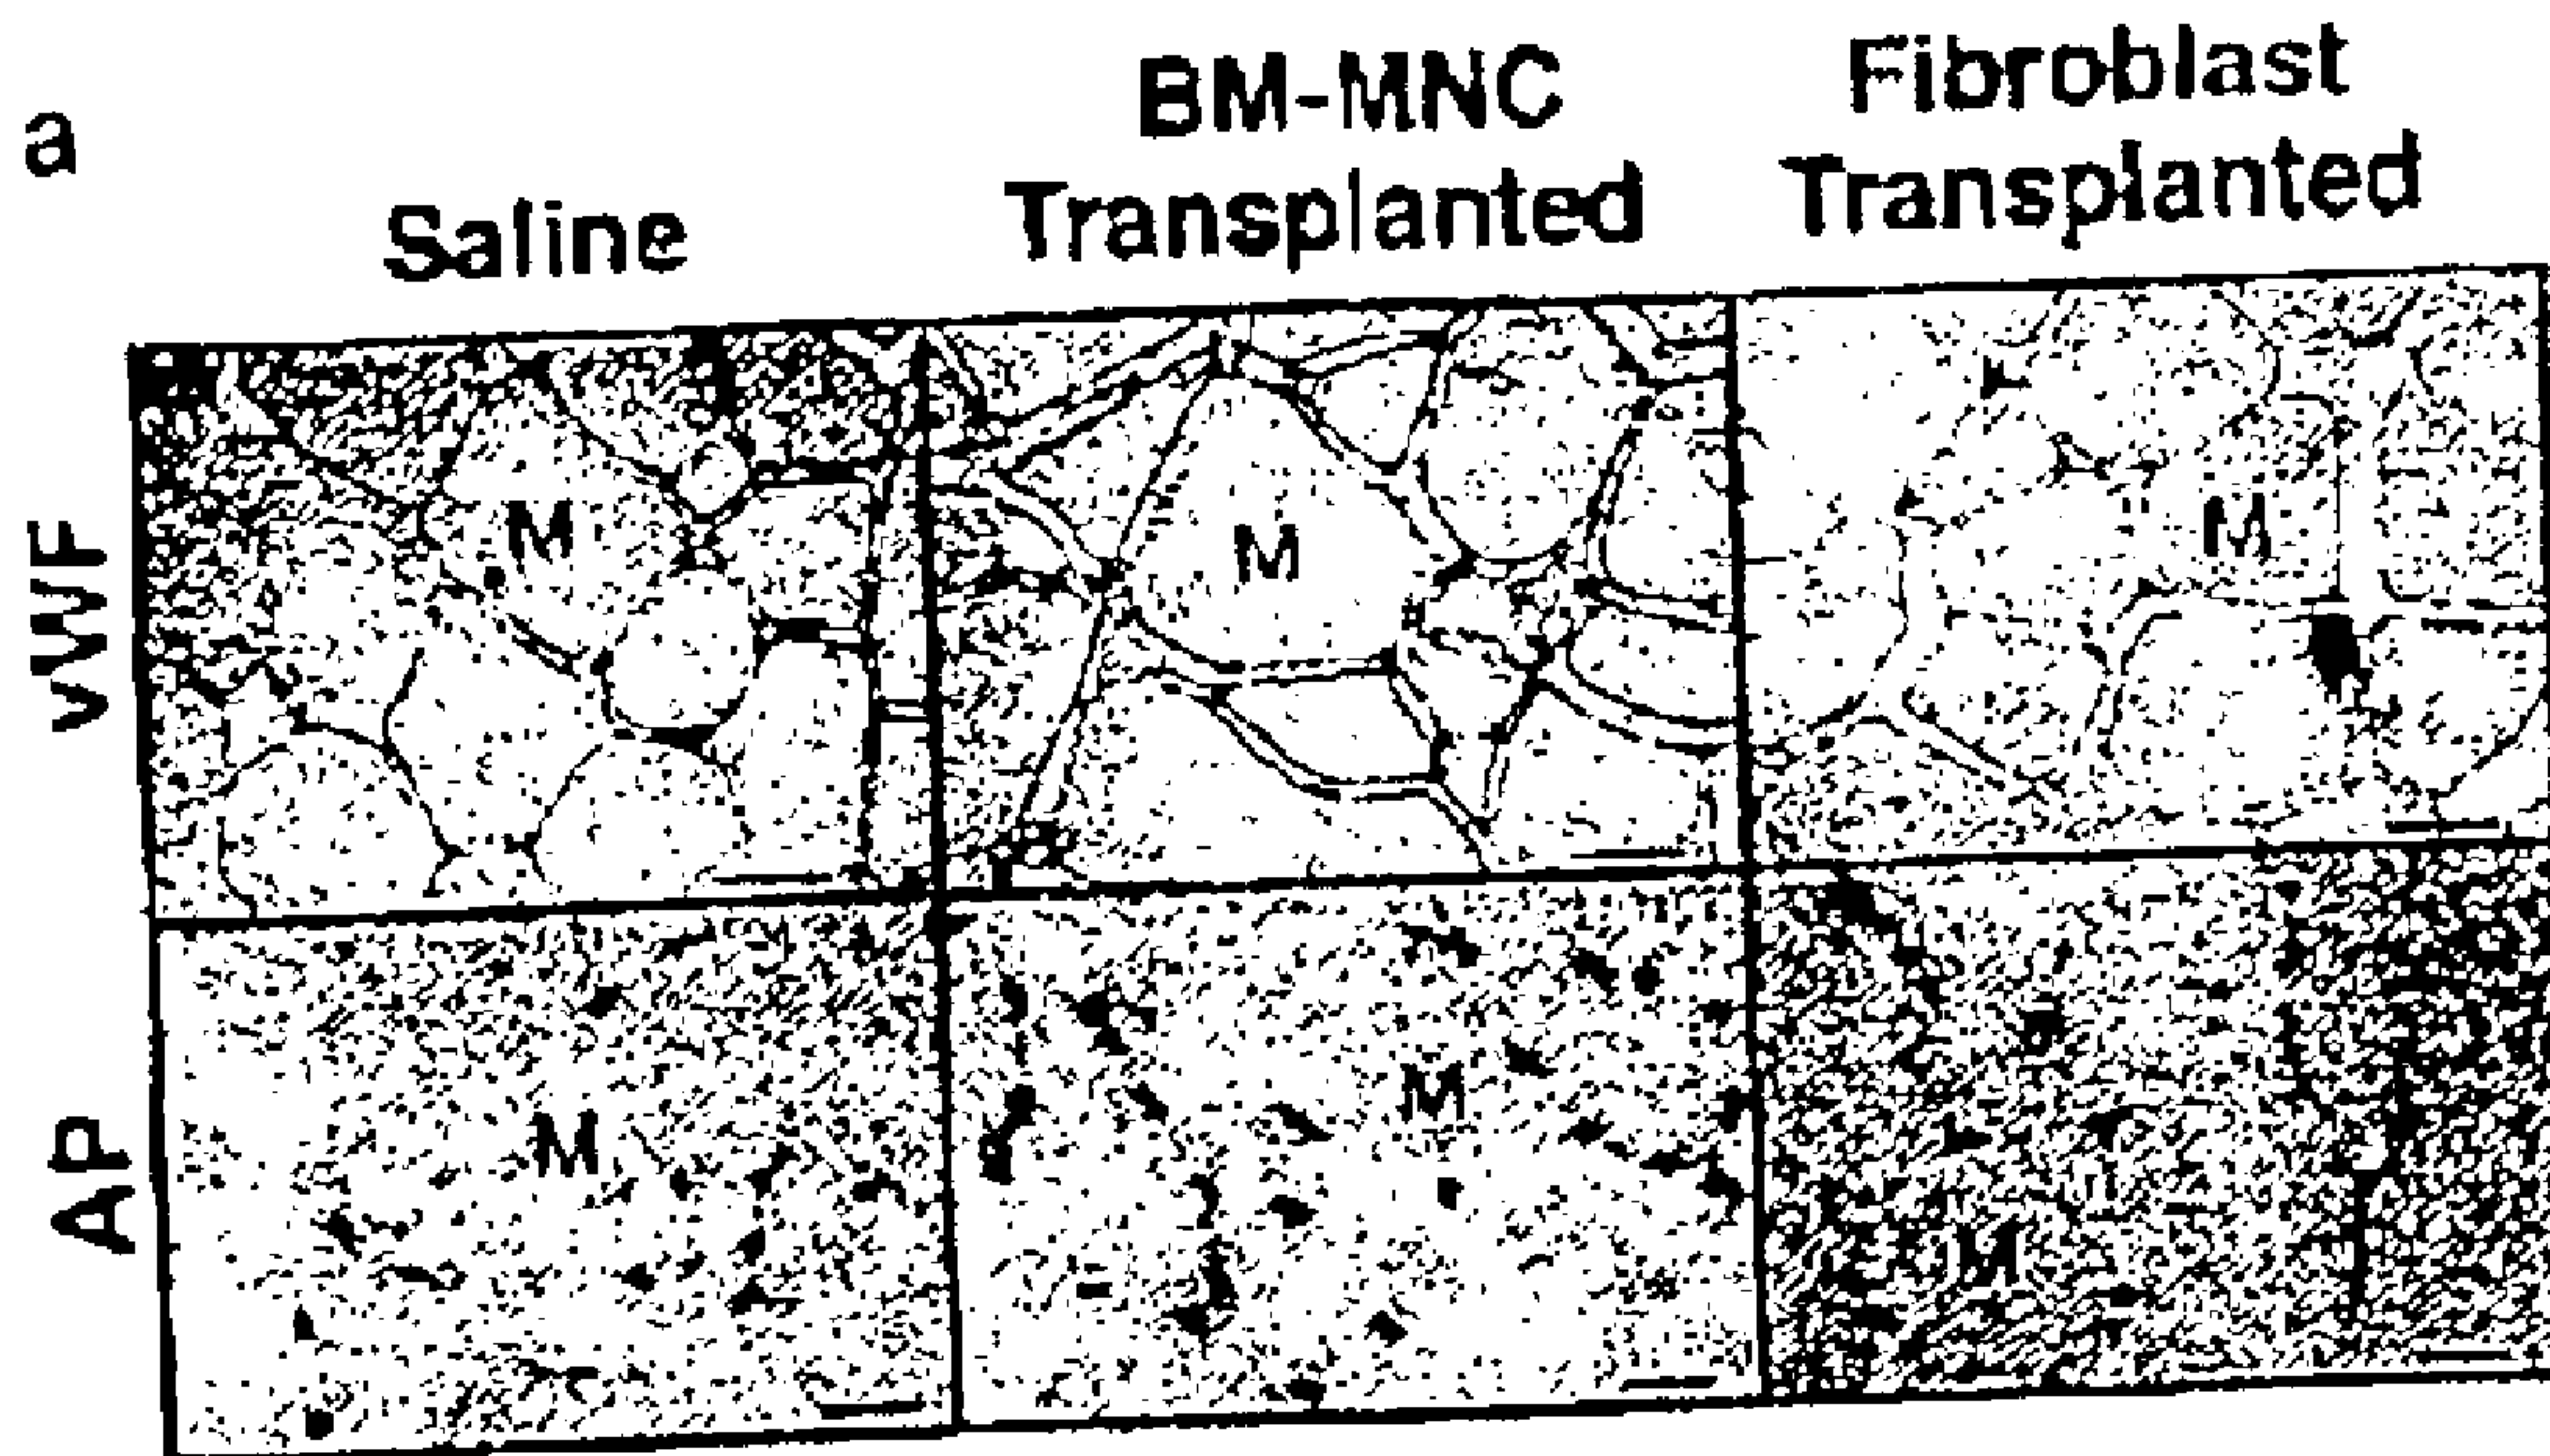 a
Saline
BM-MNC
Transplanted
Fibroblast
Transplanted
vWF
M
M
M
AP
M
M
M